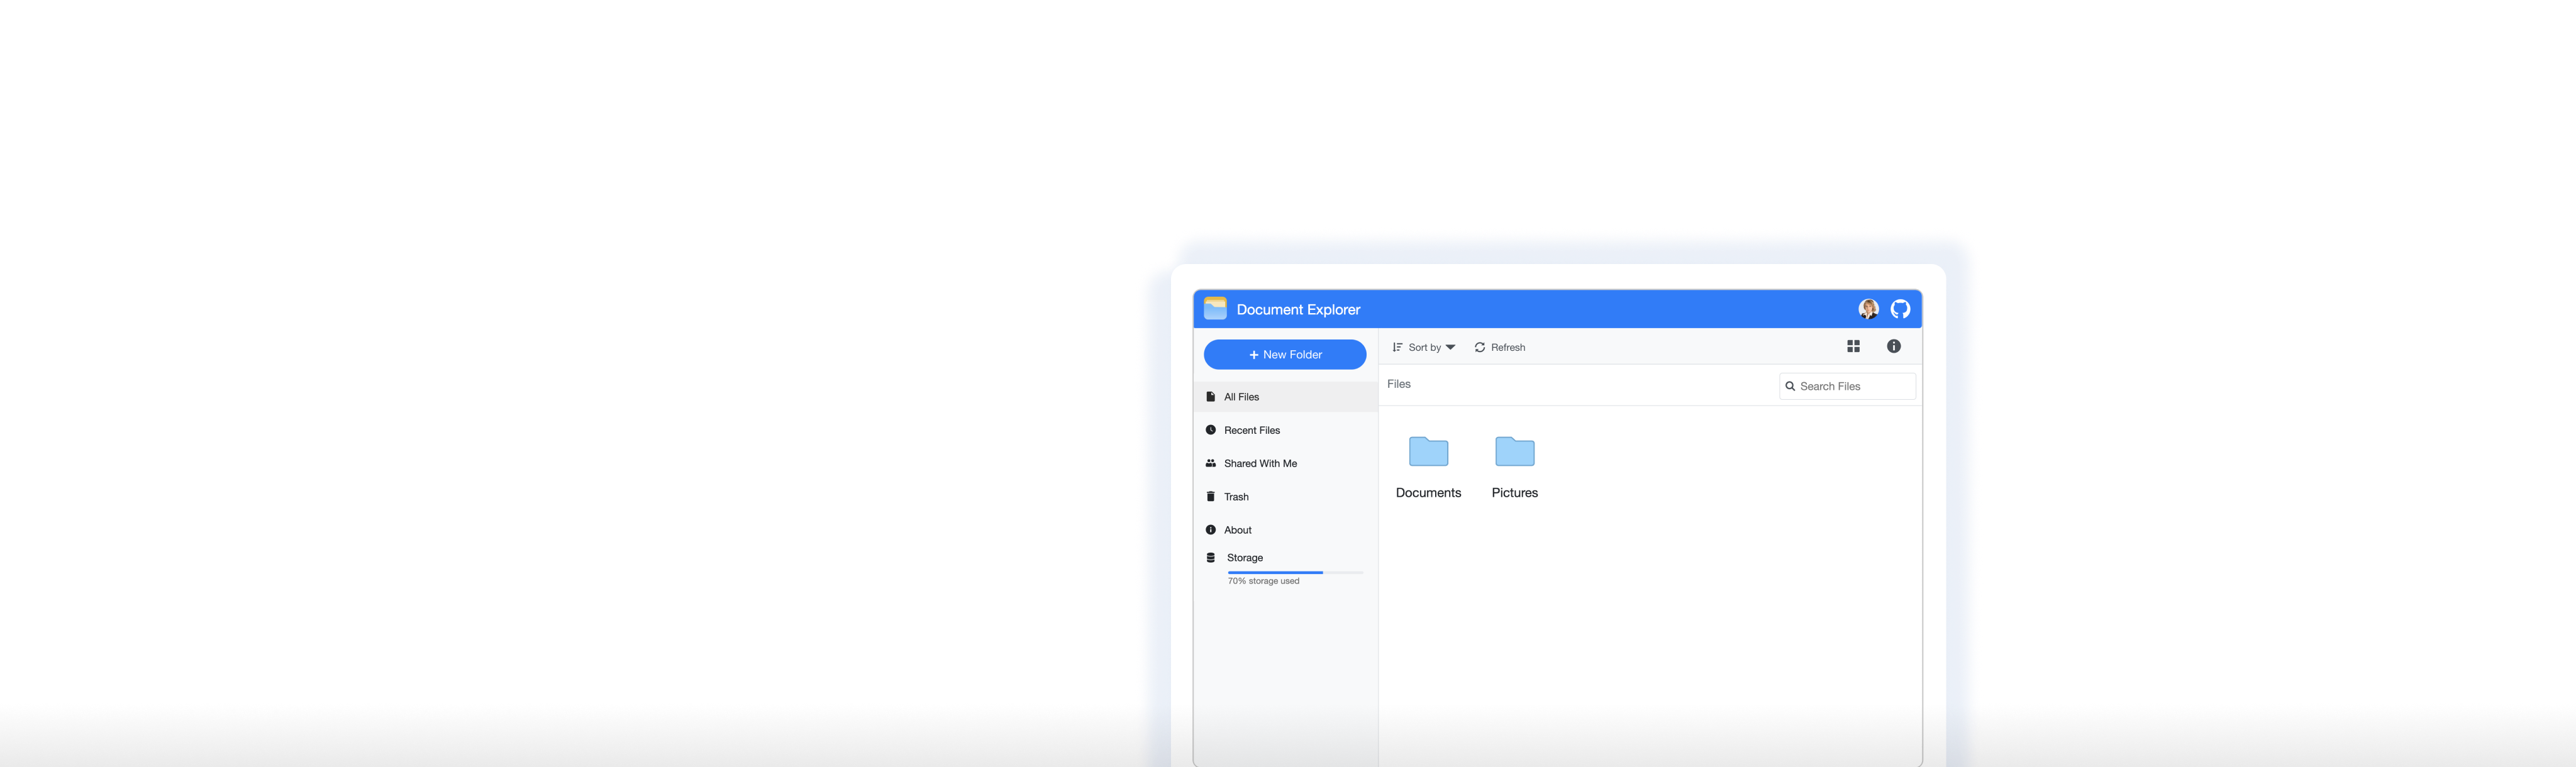 Document Explorer
+ New Folder
Sort by
Refresh
Files
Search Files
All Files
Recent Files
Shared With Me
Trash
About
Storage
70% storage used
Documents
Pictures